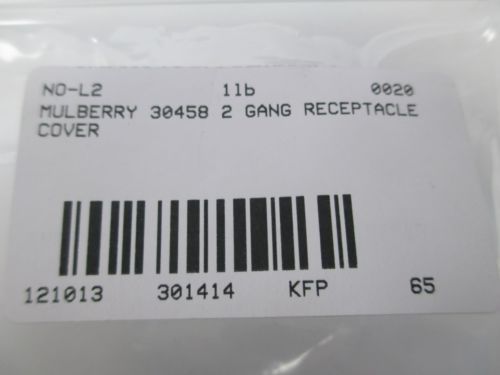 NO-L2 1lb 0020
MULBERRY 30458 2 GANG RECEPTACLE
COVER
121013 301414 KFP 65